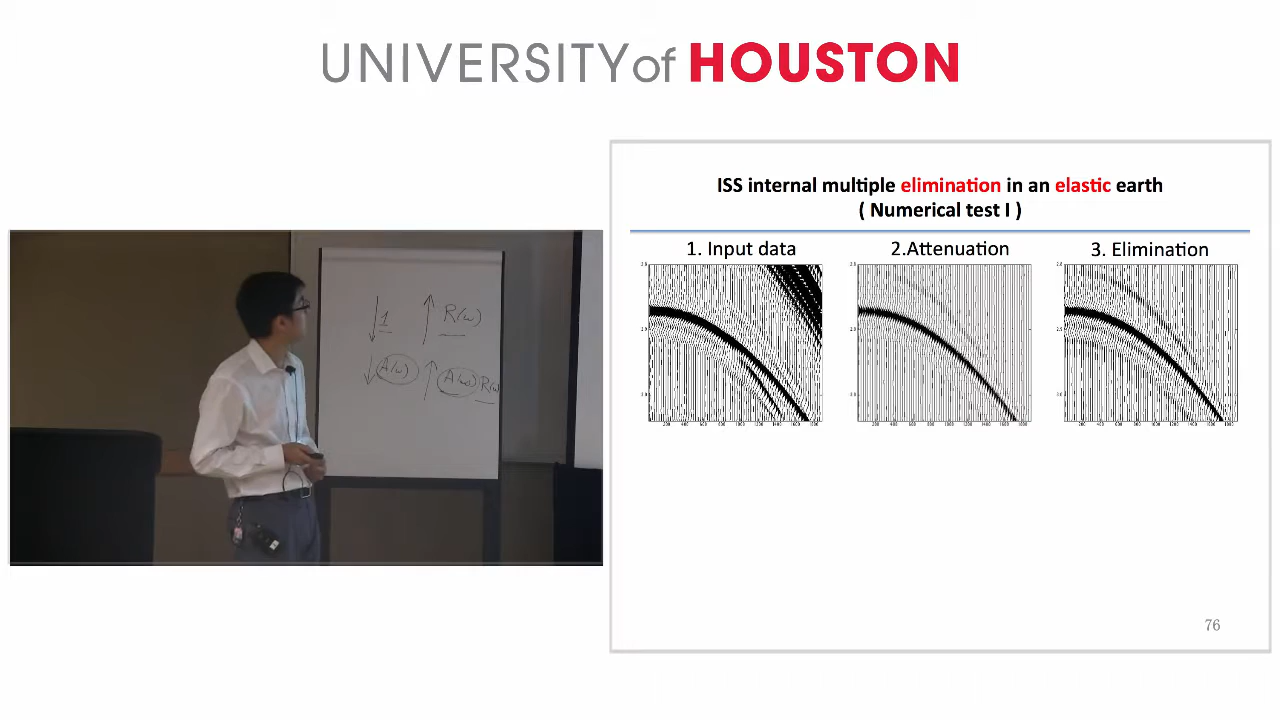 UNIVERSITY of HOUSTON
ISS internal multiple elimination in an elastic earth
( Numerical test I )
1. Input data
2.Attenuation
3. Elimination
1
R(ω)
A(ω)
A(ω) R(ω
76